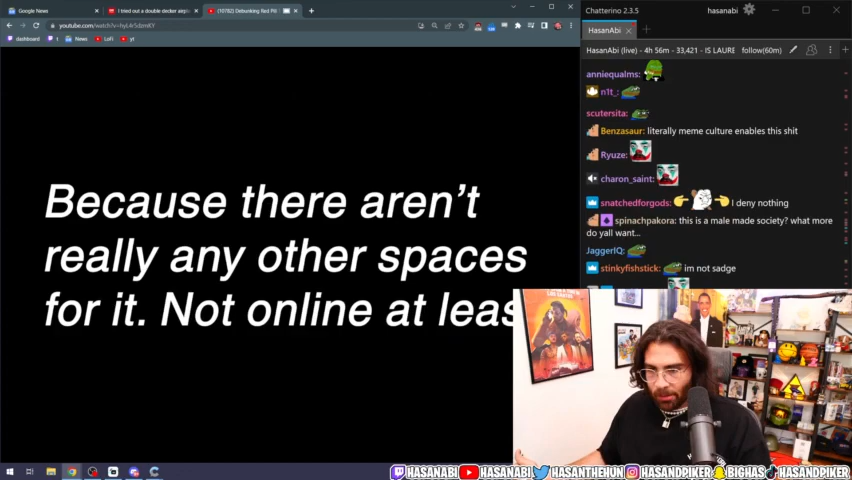 Google News
I tried out a double decker airpl
(10782) Debunking Red Pil
youtube.com/watch?v=hyL4rSdzmKY
dashboard
t
News
LoFi
yt
Because there aren't
really any other spaces
for it. Not online at leas
Chatterino 2.3.5
hasanabi
HasanAbi
HasanAbi (live) - 4h 56m - 33,421 - IS LAURE
follow(60m)
anniequalms:
n1t_:
scutersita:
Benzasaur: literally meme culture enables this shit
Ryuze:
charon_saint:
snatchedforgods: I deny nothing
spinachpakora: this is a male made society? what more
do yall want...
JaggerIQ:
stinkyfishstick: im not sadge
HASANABI HASANABI HASANTHEHUN HASANDPIKER BIGHAS HASANDPIKER